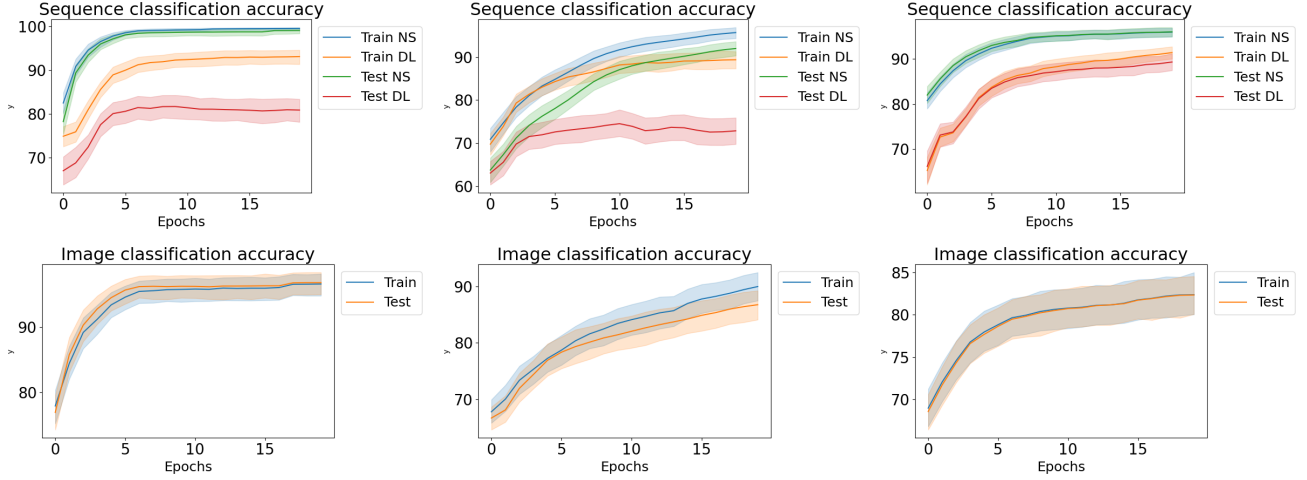 Sequence classification accuracy
100
90
80
70
y
0
5
10
15
Epochs
Train NS
Train DL
Test NS
Test DL
Sequence classification accuracy
90
80
70
60
y
0
5
10
15
Epochs
Train NS
Train DL
Test NS
Test DL
Sequence classification accuracy
90
80
70
y
0
5
10
15
Epochs
Train NS
Train DL
Test NS
Test DL
Image classification accuracy
90
80
y
0
5
10
15
Epochs
Train
Test
Image classification accuracy
90
80
70
y
0
5
10
15
Epochs
Train
Test
Image classification accuracy
85
80
75
70
y
0
5
10
15
Epochs
Train
Test